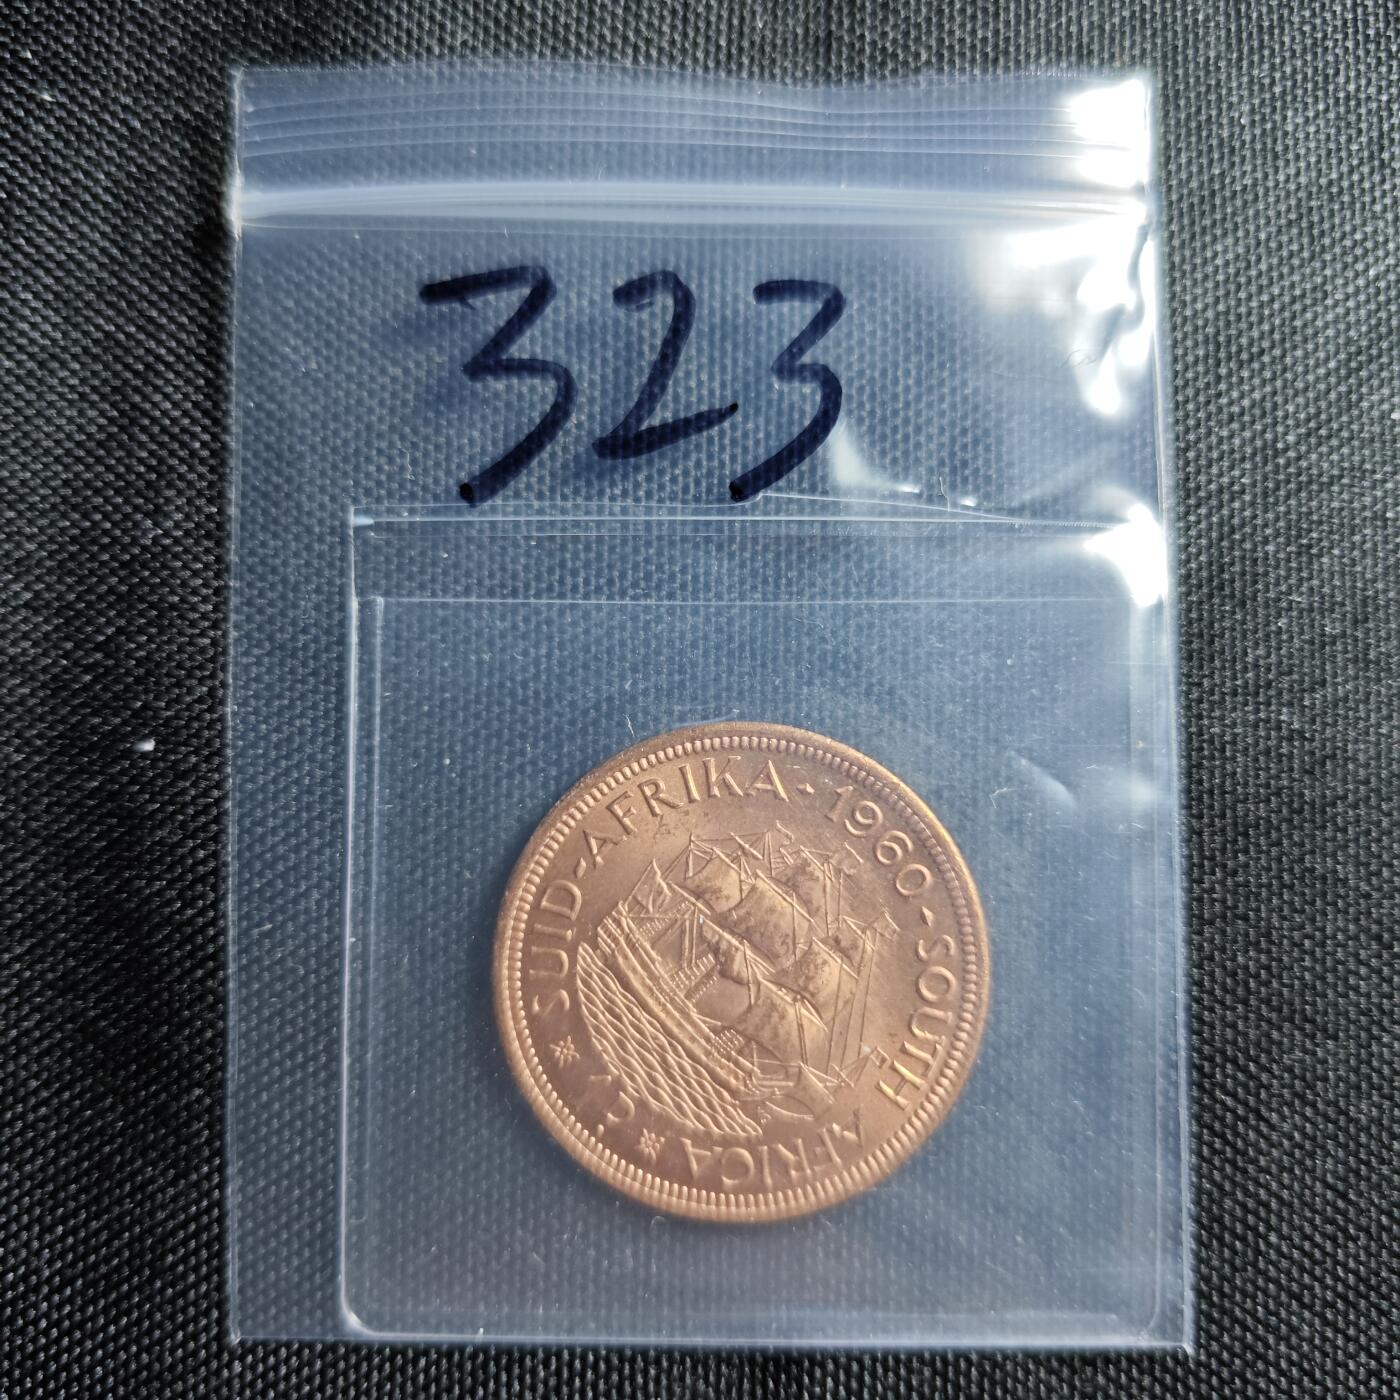 323
SUID-AFRIKA · 1960 · SOUTH AFRICA
D.